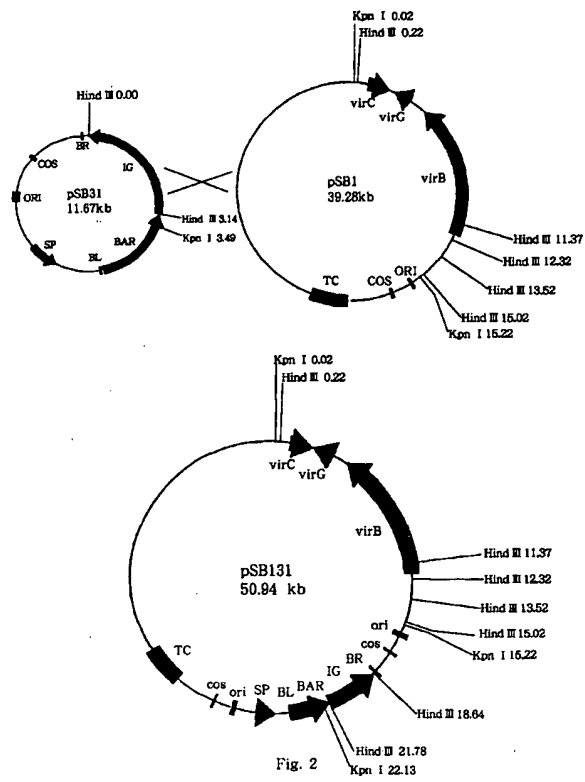 Kpn I 0.02
Hind III 0.22
virC
virG
virB
pSB1
39.28kb
Hind III 11.37
Hind III 12.32
Hind III 13.52
Hind III 15.02
Kpn I 15.22
ORI
COS
TC
Hind III 0.00
BR
IG
COS
ORI
pSB31
11.67kb
Hind III 3.14
Kpn I 3.49
BAR
BL
SP
Kpn I 0.02
Hind III 0.22
virC
virG
virB
pSB131
50.94 kb
Hind III 11.37
Hind III 12.32
Hind III 13.52
Hind III 15.02
Kpn I 15.22
ori
cos
BR
IG
BAR
BL
SP
ori
cos
TC
Hind III 18.64
Hind III 21.78
Kpn I 22.13
Fig. 2